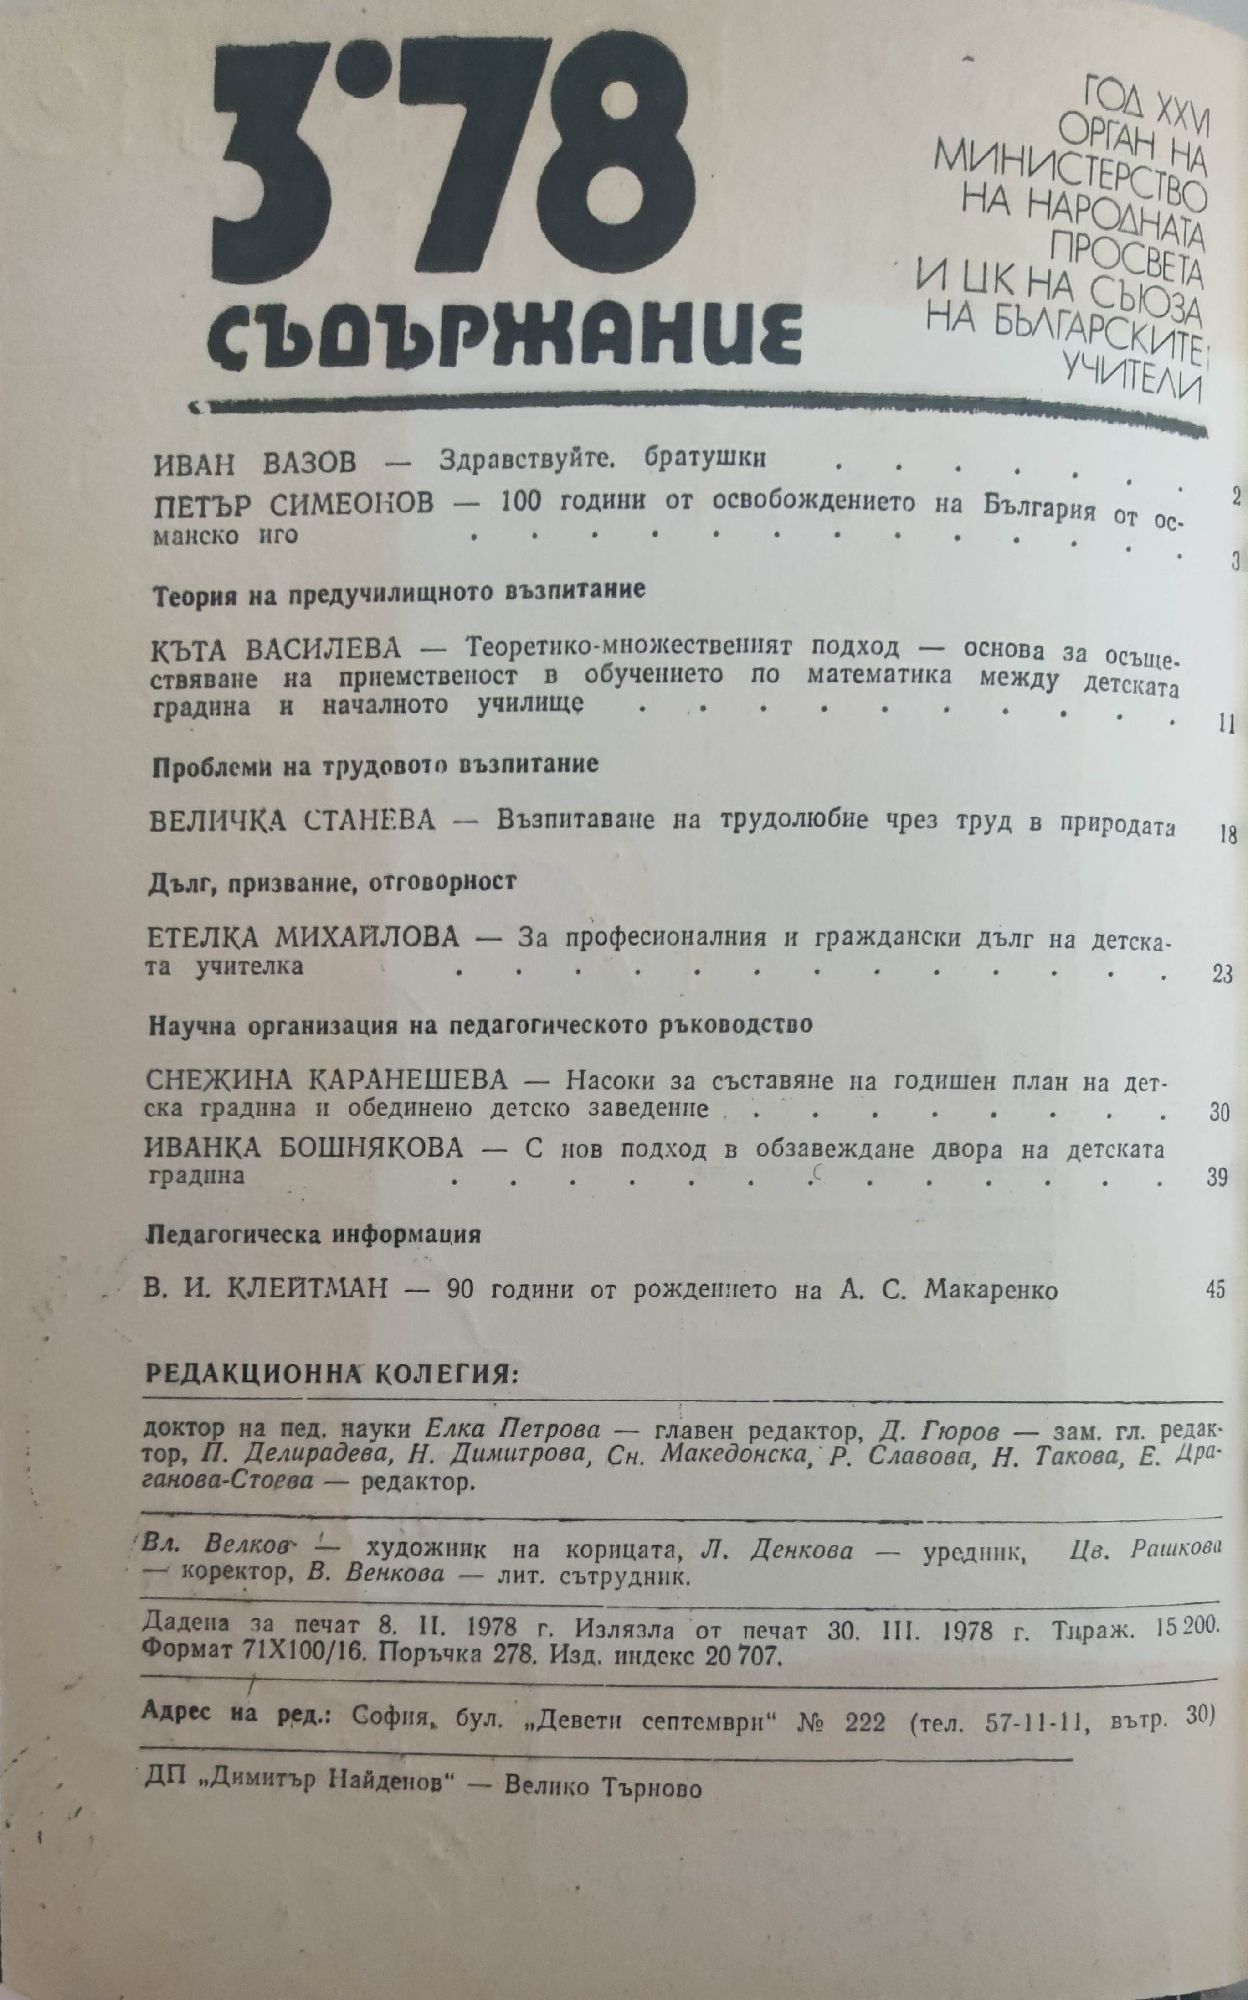 3•78
СЪДЪРЖАНИЕ
ГОД XXVI
ОРГАН НА
МИНИСТЕРСТВО
НА НАРОДНАТА
ПРОСВЕТА
И ЦК НА СЪЮЗА
НА БЪЛГАРСКИТЕ
УЧИТЕЛИ
ИВАН ВАЗОВ — Здравствуйте. братушки . . . . . . . 2
ПЕТЪР СИМЕОНОВ — 100 години от освобождението на България от ос-
манско иго . . . . . . . . . . . . . 3
Теория на предучилищното възпитание
КЪТА ВАСИЛЕВА — Теоретико-множественият подход — основа за осъще-
ствяване на приемственост в обучението по математика между детската
градина и началното училище . . . . . . . . . . 11
Проблеми на трудовото възпитание
ВЕЛИЧКА СТАНЕВА — Възпитаване на трудолюбие чрез труд в природата 18
Дълг, призвание, отговорност
ЕТЕЛКА МИХАЙЛОВА — За професионалния и граждански дълг на детска-
та учителка . . . . . . . . . . . . . 23
Научна организация на педагогическото ръководство
СНЕЖИНА КАРАНЕШЕВА — Насоки за съставяне на годишен план на дет-
ска градина и обединено детско заведение . . . . . . . . 30
ИВАНКА БОШНЯКОВА — С нов подход в обзавеждане двора на детската
градина . . . . . . . . . . . . . 39
Педагогическа информация
В. И. КЛЕЙТМАН — 90 години от рождението на А. С. Макаренко 45
РЕДАКЦИОННА КОЛЕГИЯ:
доктор на пед. науки Елка Петрова — главен редактор, Д. Гюров — зам. гл. редак-
тор, П. Делирадева, Н. Димитрова, Сн. Македонска, Р. Славова, Н. Такова, Е. Дра-
ганова-Стоева — редактор.
Вл. Велков — художник на корицата, Л. Денкова — уредник, Цв. Рашкова
— коректор, В. Венкова — лит. сътрудник.
Дадена за печат 8. II. 1978 г. Излязла от печат 30. III. 1978 г. Тираж. 15 200.
Формат 71X100/16. Поръчка 278. Изд. индекс 20 707.
Адрес на ред.: София, бул. „Девети септември“ № 222 (тел. 57-11-11, вътр. 30)
ДП „Димитър Найденов“ — Велико Търново